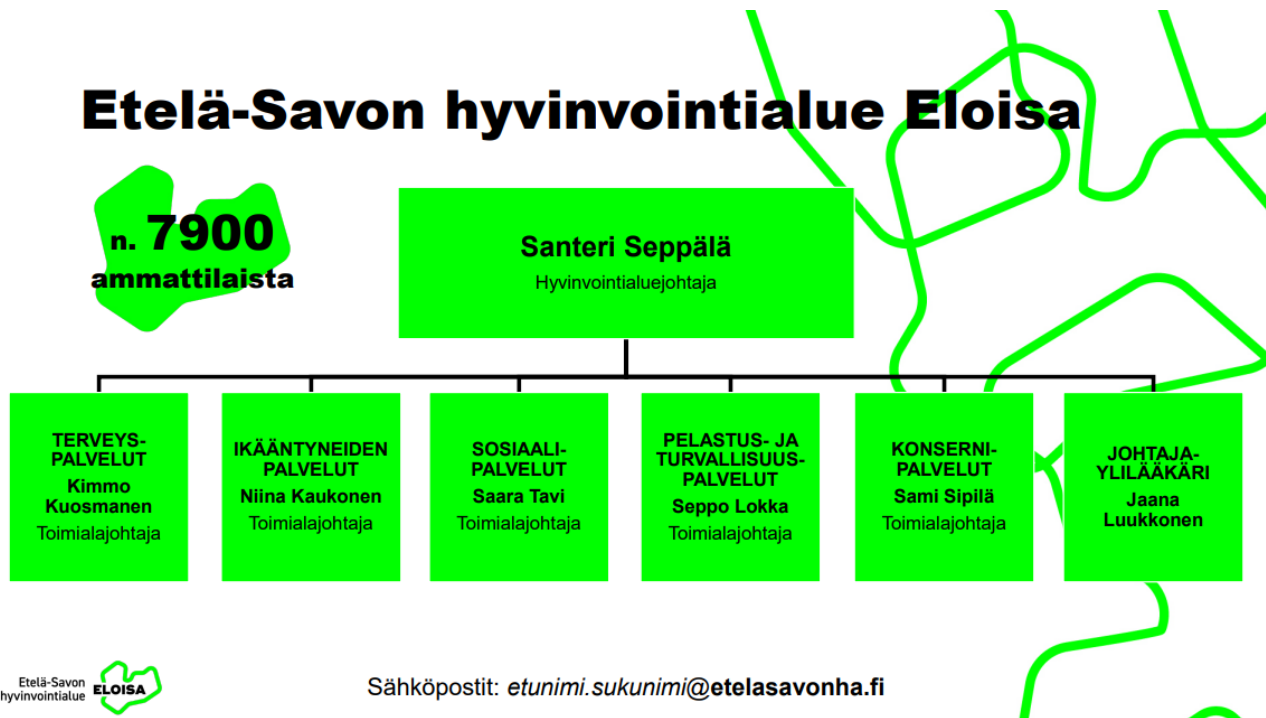 Etelä-Savon hyvinvointialue Eloisa
n. 7900
ammattilaista
Santeri Seppälä
Hyvinvointialuejohtaja
TERVEYS-
PALVELUT
Kimmo
Kuosmanen
Toimialajohtaja
IKÄÄNTYNEIDEN
PALVELUT
Niina Kaukonen
Toimialajohtaja
SOSIAALI-
PALVELUT
Saara Tavi
Toimialajohtaja
PELASTUS- JA
TURVALLISUUS-
PALVELUT
Seppo Lokka
Toimialajohtaja
KONSERNI-
PALVELUT
Sami Sipilä
Toimialajohtaja
JOHTAJA-
YLILÄÄKÄRI
Jaana
Luukkonen
Etelä-Savon
hyvinvointialue
ELOISA
Sähköpostit: etunimi.sukunimi@etelasavonha.fi